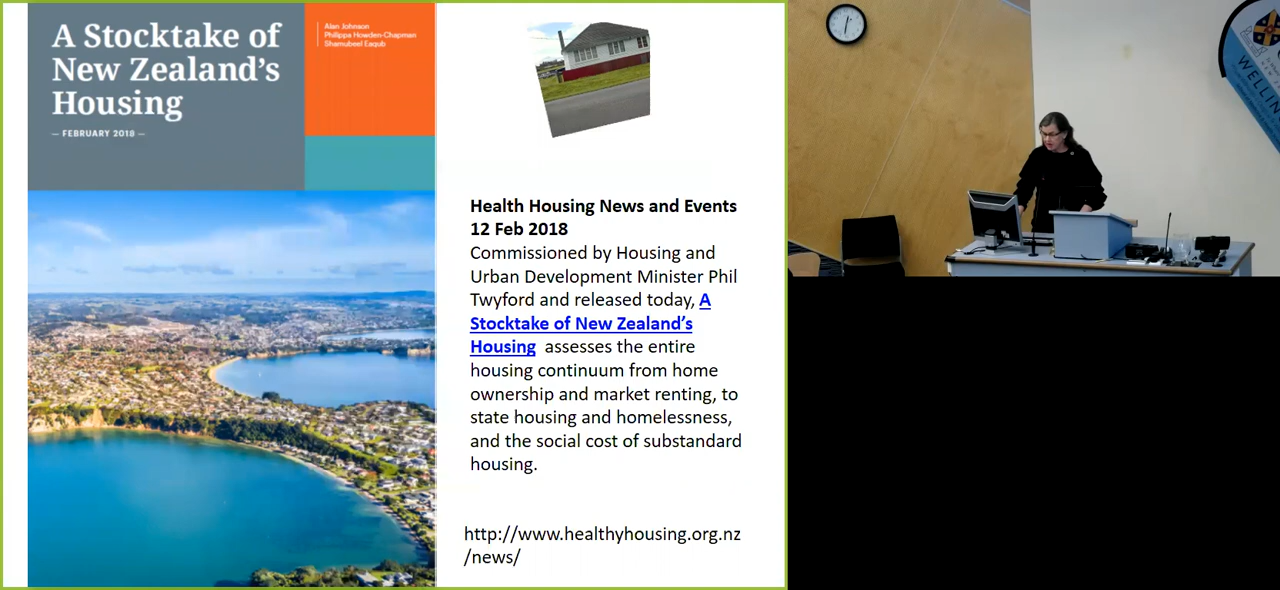 A Stocktake of
New Zealand's
Housing
— FEBRUARY 2018 —
Alan Johnson
Philippa Howden-Chapman
Shamubeel Eaqub
Health Housing News and Events
12 Feb 2018
Commissioned by Housing and
Urban Development Minister Phil
Twyford and released today, A
Stocktake of New Zealand's
Housing assesses the entire
housing continuum from home
ownership and market renting, to
state housing and homelessness,
and the social cost of substandard
housing.
http://www.healthyhousing.org.nz
/news/
WELLIN